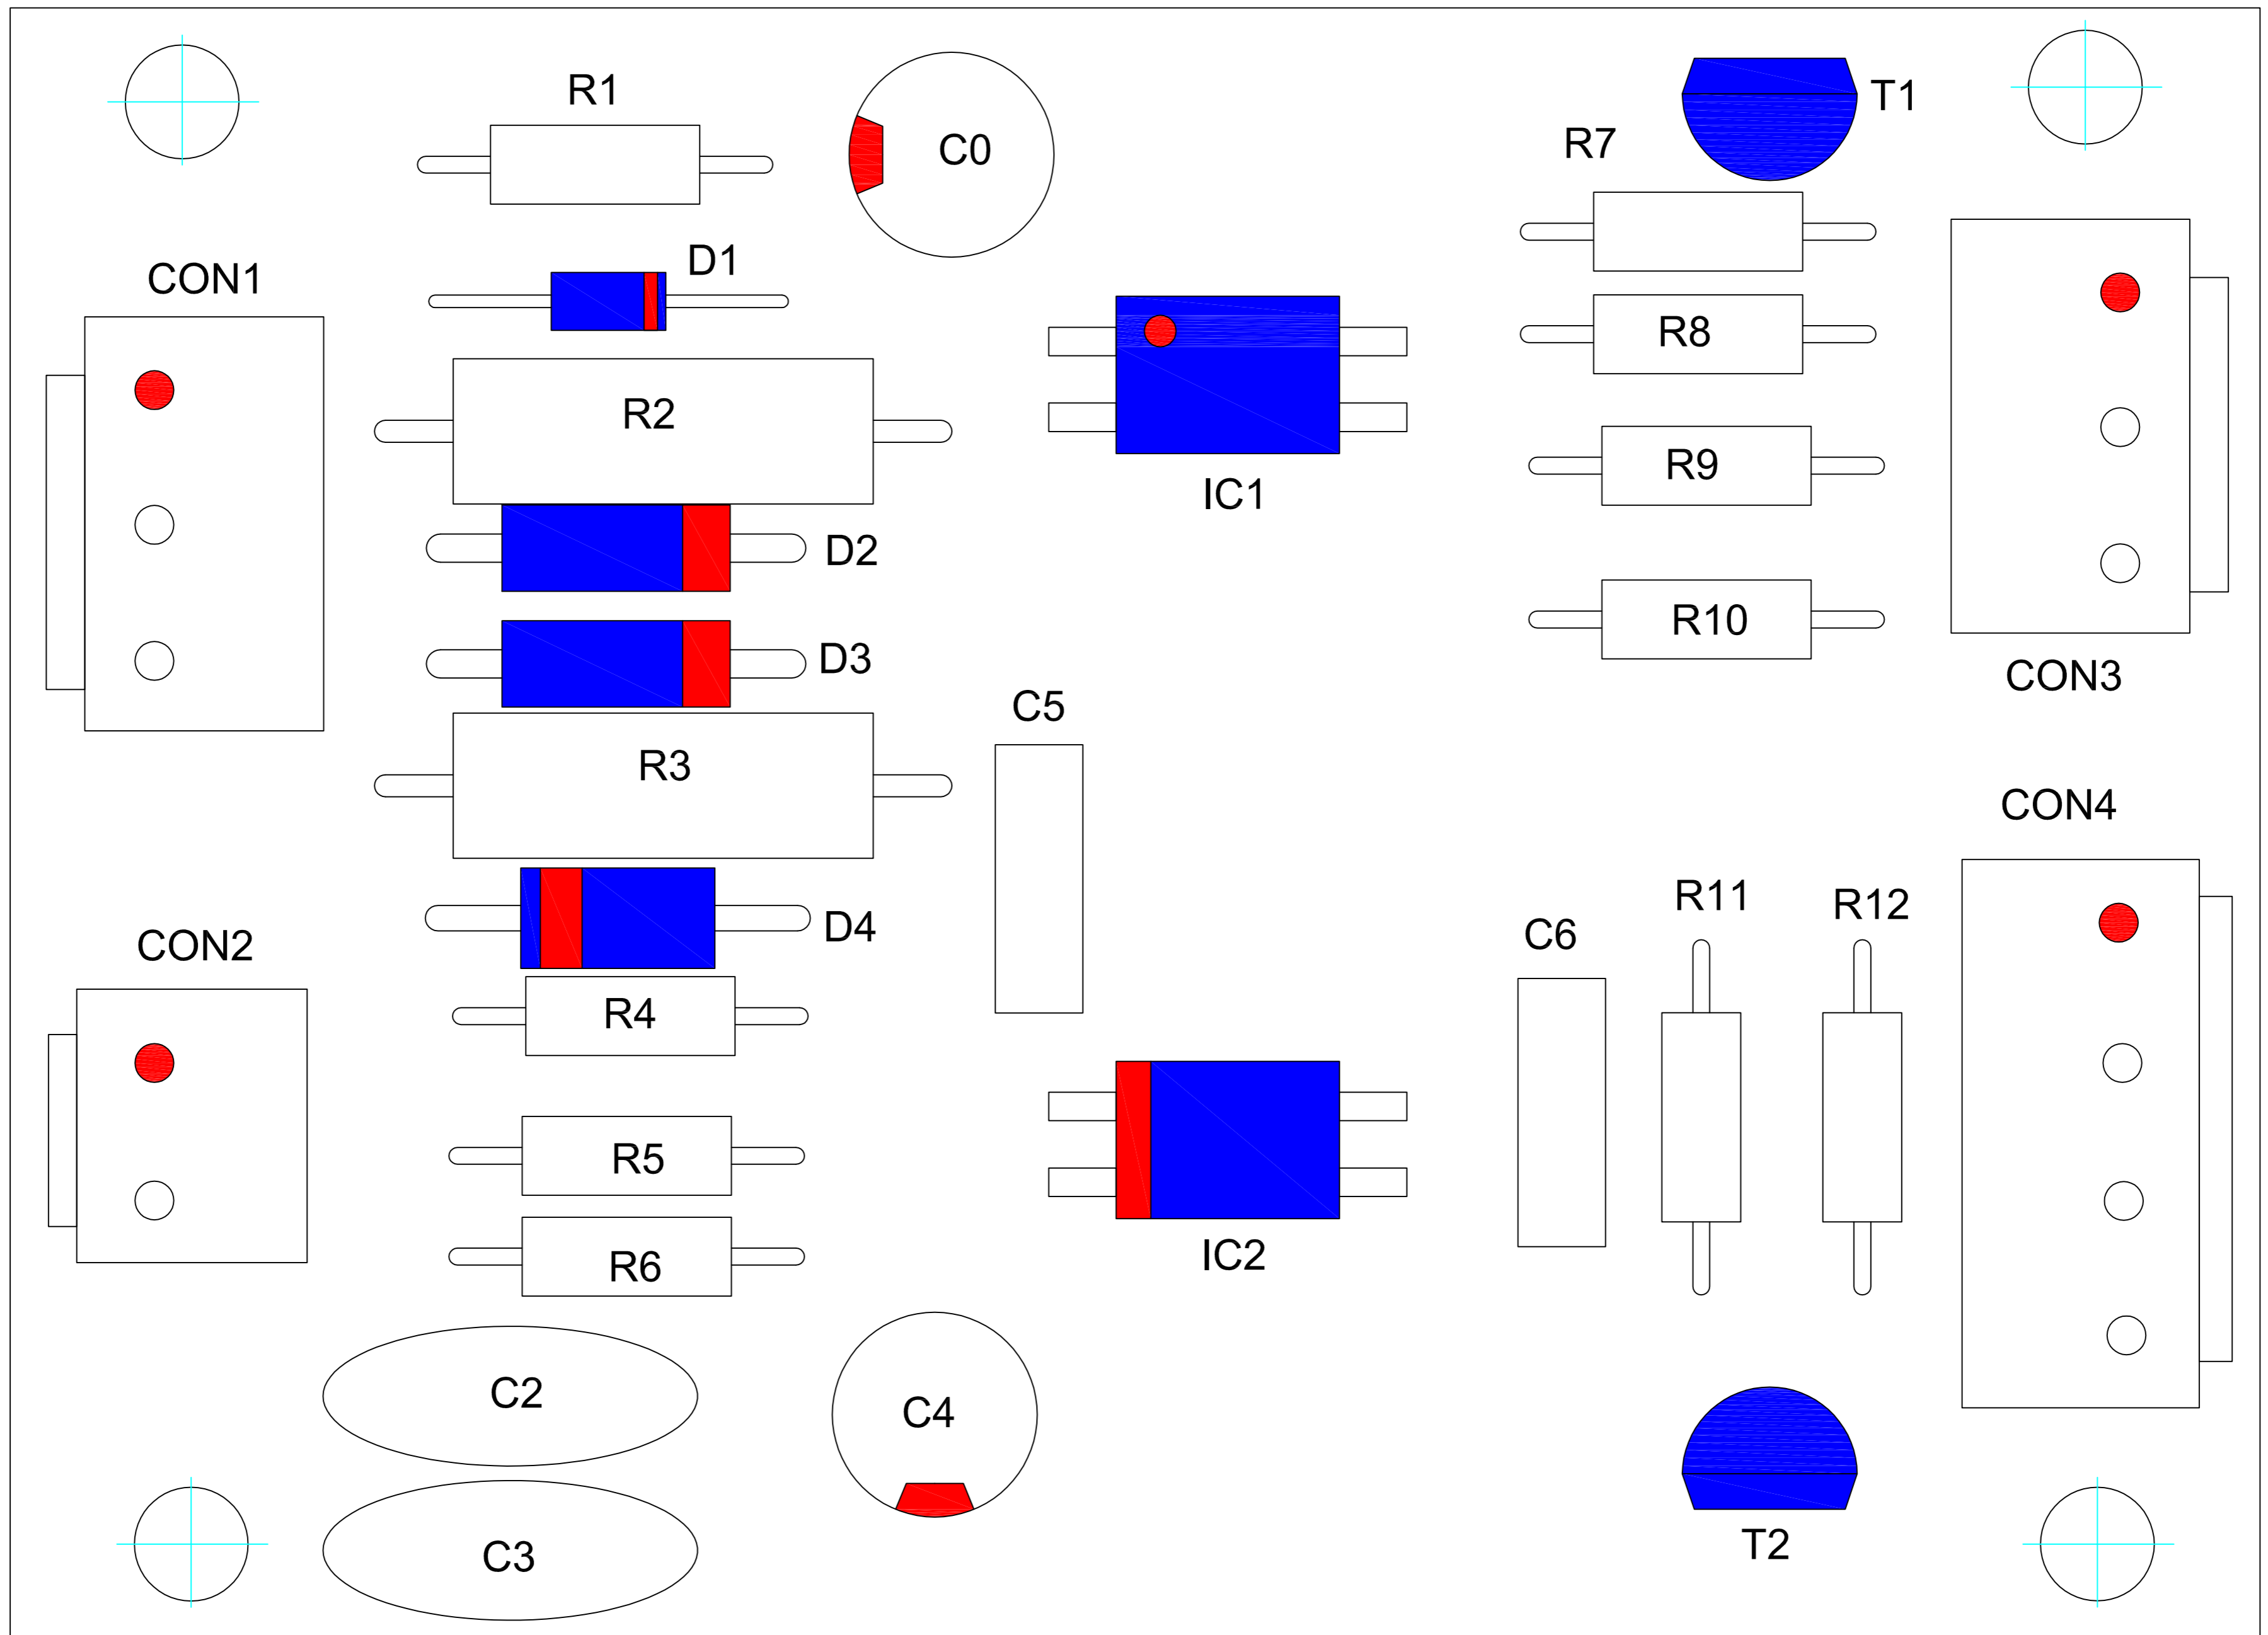 R1
C0
T1
R7
D1
CON1
R8
R2
R9
IC1
D2
R10
D3
CON3
C5
R3
CON4
R11
R12
D4
C6
CON2
R4
R5
IC2
R6
C2
C4
T2
C3